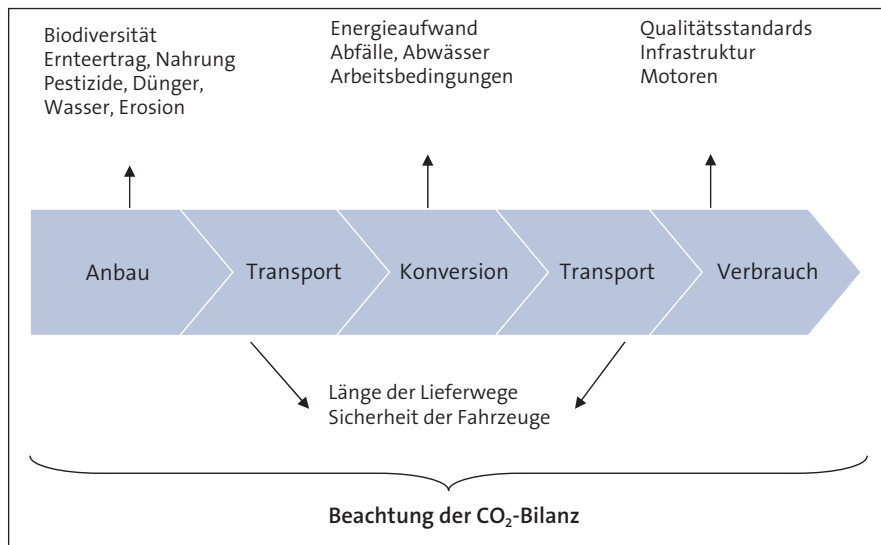 Biodiversität
Ernteertrag, Nahrung
Pestizide, Dünger,
Wasser, Erosion
Energieaufwand
Abfälle, Abwässer
Arbeitsbedingungen
Qualitätsstandards
Infrastruktur
Motoren
Anbau
Transport
Konversion
Transport
Verbrauch
Länge der Lieferwege
Sicherheit der Fahrzeuge
Beachtung der CO₂-Bilanz